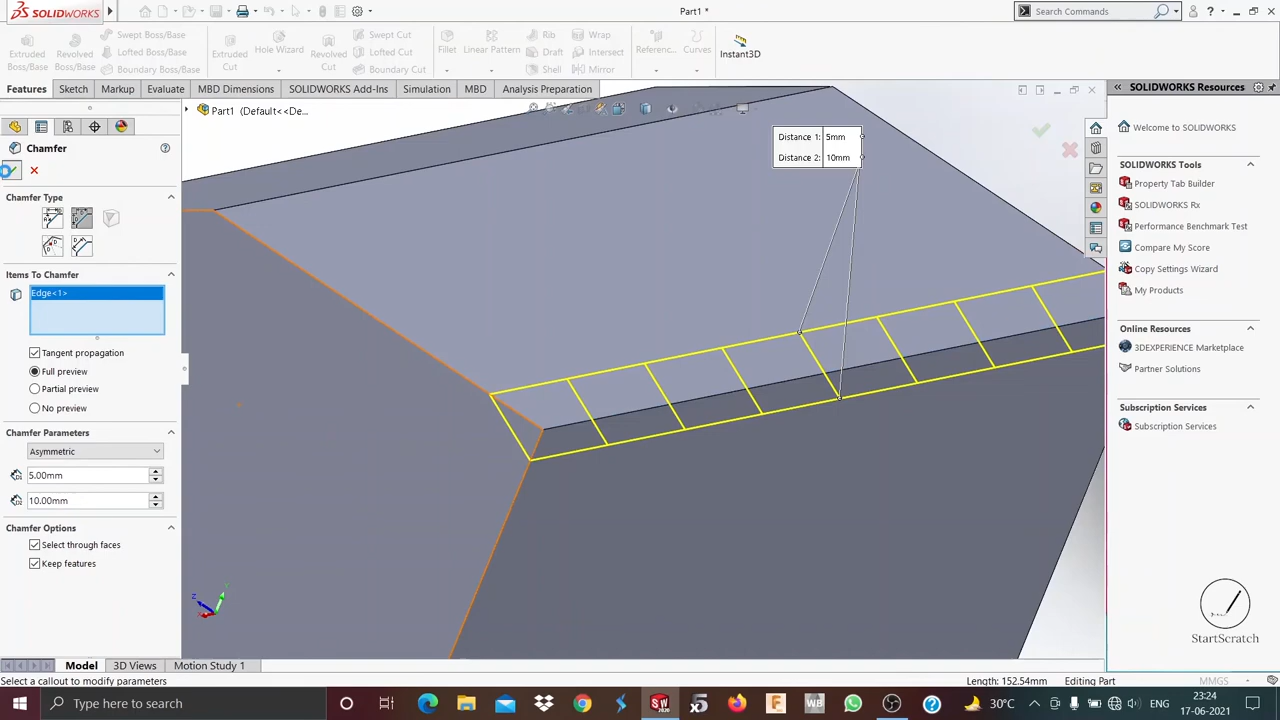 SOLIDWORKS
Part1 *
Search Commands
Extruded Boss/Base
Revolved Boss/Base
Swept Boss/Base
Lofted Boss/Base
Boundary Boss/Base
Extruded Cut
Hole Wizard
Revolved Cut
Swept Cut
Lofted Cut
Boundary Cut
Fillet
Linear Pattern
Rib
Draft
Shell
Wrap
Intersect
Mirror
Referenc...
Curves
Instant3D
Features
Sketch
Markup
Evaluate
MBD Dimensions
SOLIDWORKS Add-Ins
Simulation
MBD
Analysis Preparation
Part1 (Default<<De...
Chamfer
Chamfer Type
Items To Chamfer
Edge<1>
Tangent propagation
Full preview
Partial preview
No preview
Chamfer Parameters
Asymmetric
5.00mm
10.00mm
Chamfer Options
Select through faces
Keep features
Distance 1: 5mm
Distance 2: 10mm
SOLIDWORKS Resources
Welcome to SOLIDWORKS
SOLIDWORKS Tools
Property Tab Builder
SOLIDWORKS Rx
Performance Benchmark Test
Compare My Score
Copy Settings Wizard
My Products
Online Resources
3DEXPERIENCE Marketplace
Partner Solutions
Subscription Services
Subscription Services
StartScratch
Model
3D Views
Motion Study 1
Select a callout to modify parameters
Length: 152.54mm
Editing Part
MMGS
Type here to search
30°C
ENG
23:24
17-06-2021